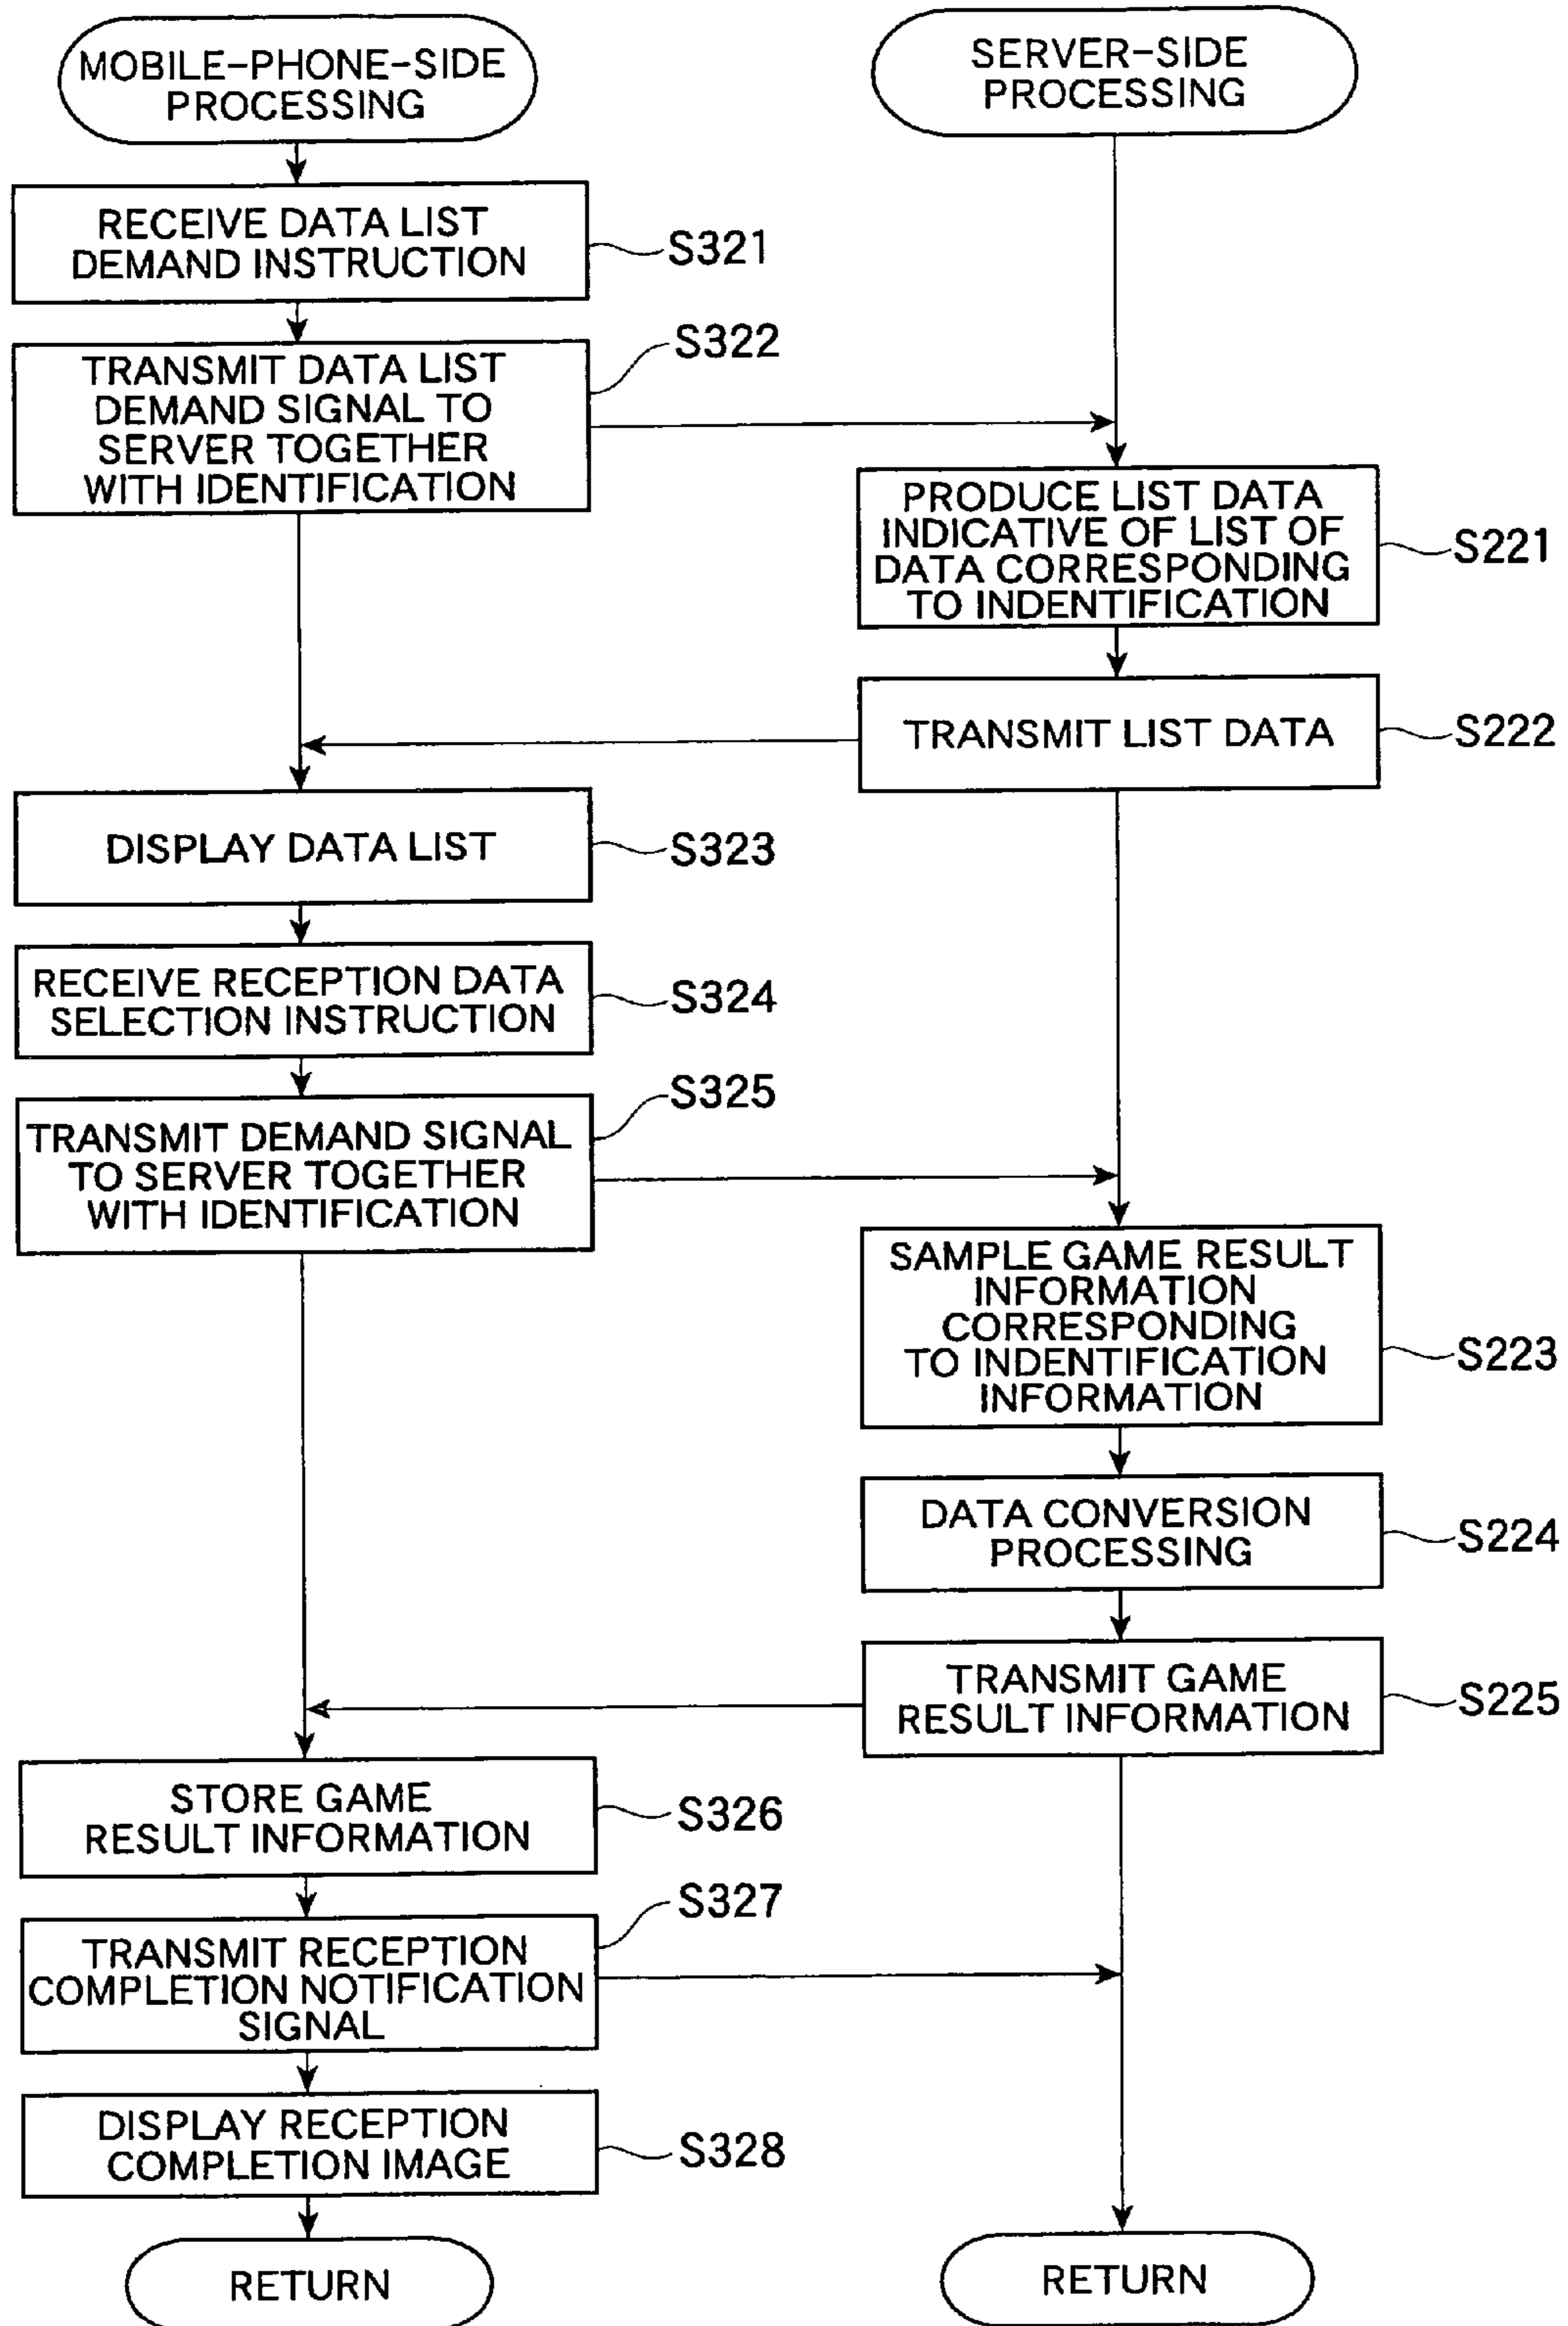 MOBILE-PHONE-SIDE
PROCESSING
RECEIVE DATA LIST
DEMAND INSTRUCTION
S321
TRANSMIT DATA LIST
DEMAND SIGNAL TO
SERVER TOGETHER
WITH IDENTIFICATION
S322
SERVER-SIDE
PROCESSING
PRODUCE LIST DATA
INDICATIVE OF LIST OF
DATA CORRESPONDING
TO INDENTIFICATION
S221
TRANSMIT LIST DATA
S222
DISPLAY DATA LIST
S323
RECEIVE RECEPTION DATA
SELECTION INSTRUCTION
S324
TRANSMIT DEMAND SIGNAL
TO SERVER TOGETHER
WITH IDENTIFICATION
S325
SAMPLE GAME RESULT
INFORMATION
CORRESPONDING
TO INDENTIFICATION
INFORMATION
S223
DATA CONVERSION
PROCESSING
S224
TRANSMIT GAME
RESULT INFORMATION
S225
STORE GAME
RESULT INFORMATION
S326
TRANSMIT RECEPTION
COMPLETION NOTIFICATION
SIGNAL
S327
DISPLAY RECEPTION
COMPLETION IMAGE
S328
RETURN
RETURN